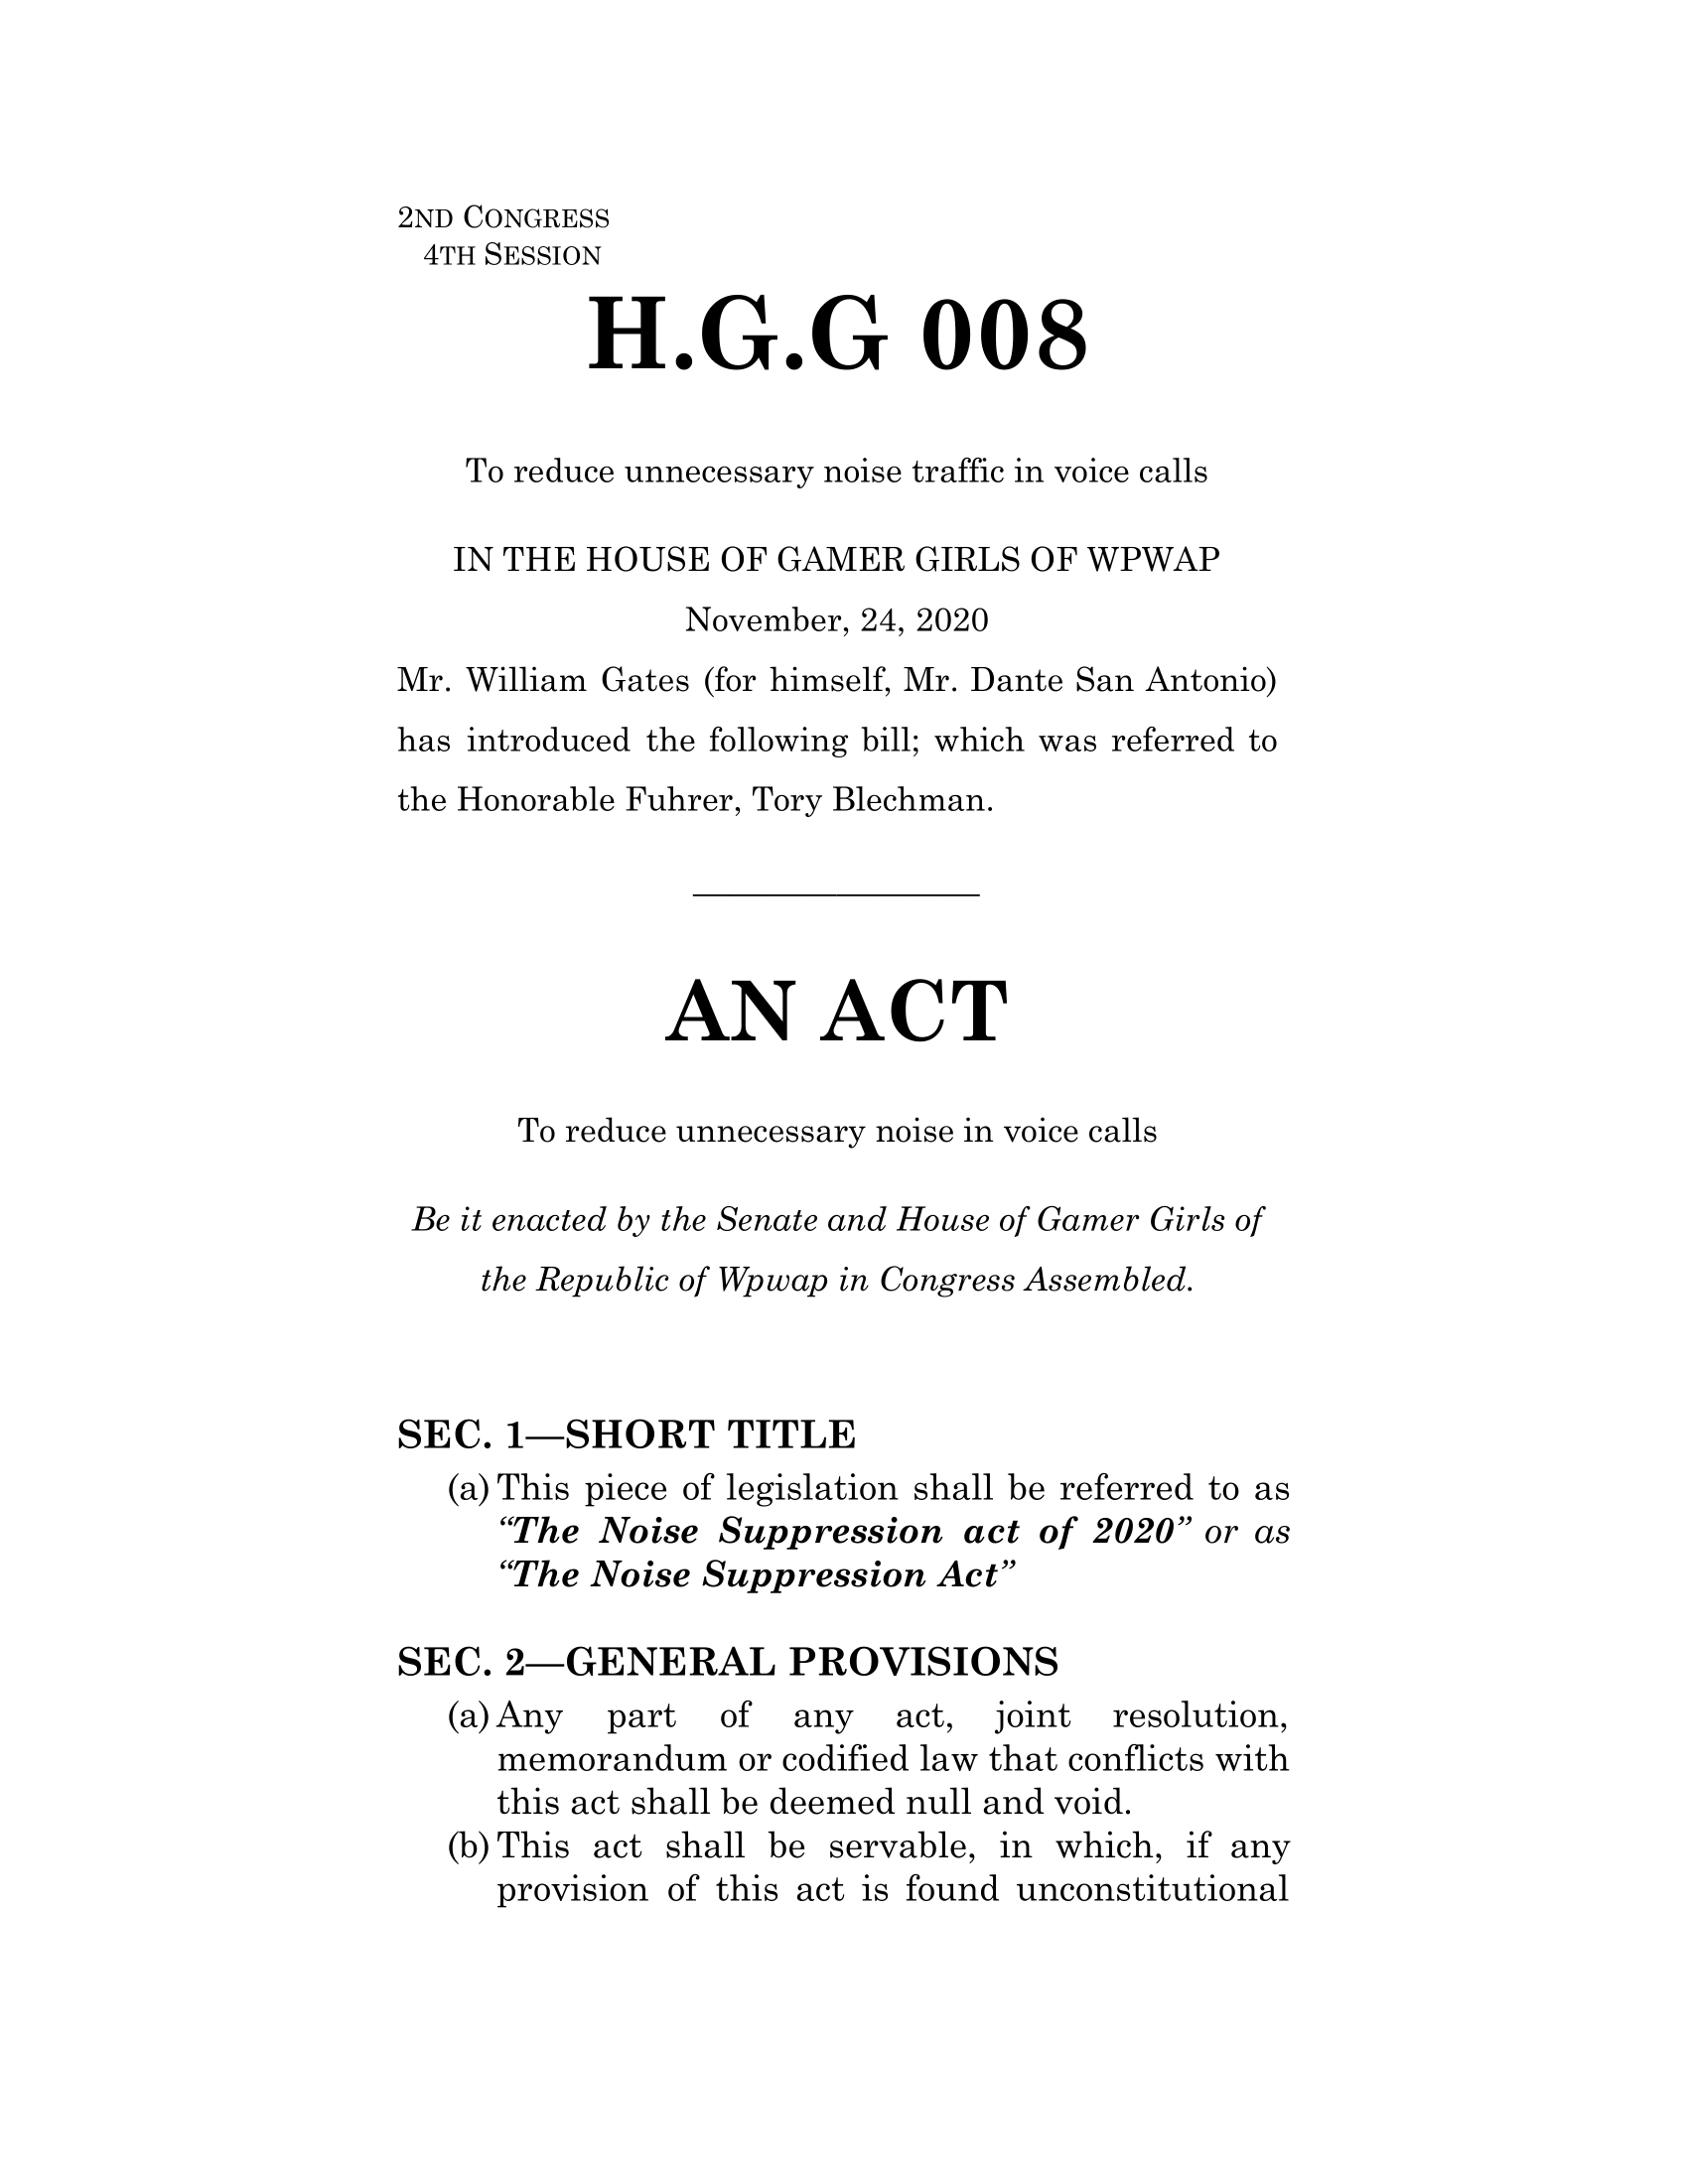 2ND CONGRESS
4TH SESSION
H.G.G 008
To reduce unnecessary noise traffic in voice calls
IN THE HOUSE OF GAMER GIRLS OF WPWAP
November, 24, 2020
Mr. William Gates (for himself, Mr. Dante San Antonio)
has introduced the following bill; which was referred to
the Honorable Fuhrer, Tory Blechman.
AN ACT
To reduce unnecessary noise in voice calls
Be it enacted by the Senate and House of Gamer Girls of
the Republic of Wpwap in Congress Assembled.
SEC. 1—SHORT TITLE
(a) This piece of legislation shall be referred to as
“The Noise Suppression act of 2020” or as
“The Noise Suppression Act”
SEC. 2—GENERAL PROVISIONS
(a) Any part of any act, joint resolution,
memorandum or codified law that conflicts with
this act shall be deemed null and void.
(b) This act shall be servable, in which, if any
provision of this act is found unconstitutional